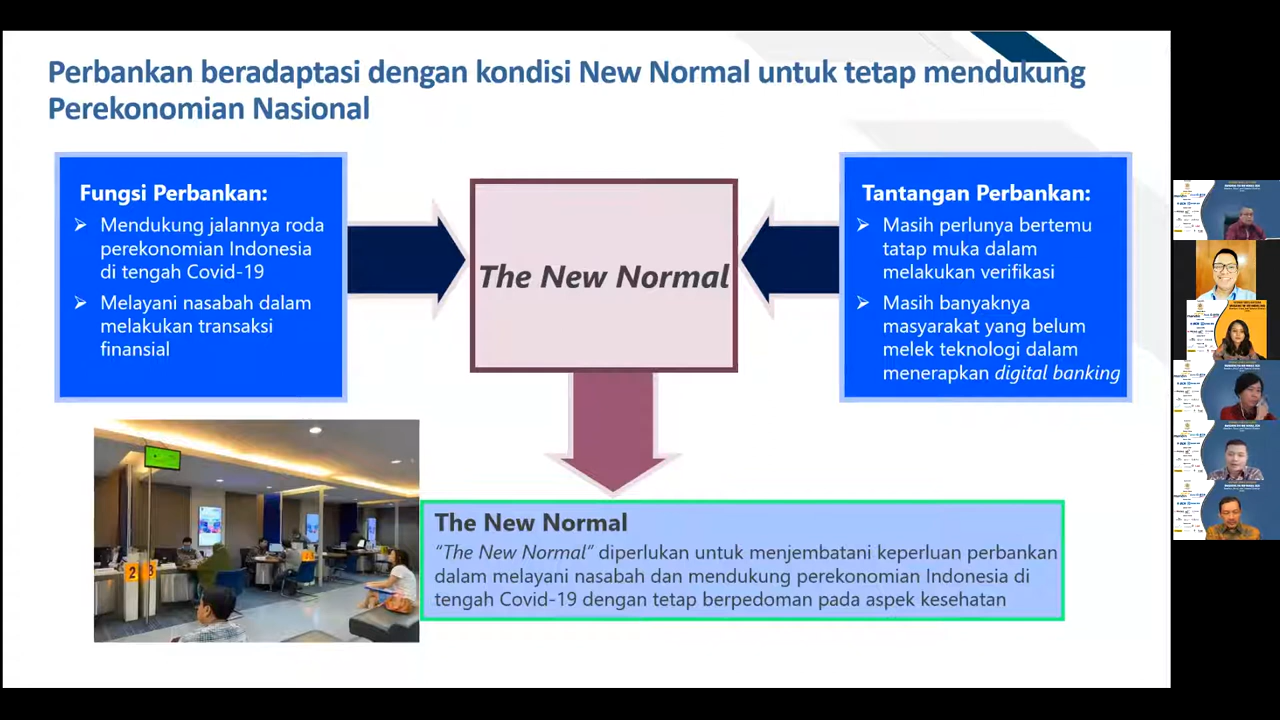 Perbankan beradaptasi dengan kondisi New Normal untuk tetap mendukung
Perekonomian Nasional
Fungsi Perbankan:
➢ Mendukung jalannya roda
perekonomian Indonesia
di tengah Covid-19
➢ Melayani nasabah dalam
melakukan transaksi
finansial
The New Normal
Tantangan Perbankan:
➢ Masih perlunya bertemu
tatap muka dalam
melakukan verifikasi
➢ Masih banyaknya
masyarakat yang belum
melek teknologi dalam
menerapkan digital banking
2 3
The New Normal
“The New Normal” diperlukan untuk menjembatani keperluan perbankan
dalam melayani nasabah dan mendukung perekonomian Indonesia di
tengah Covid-19 dengan tetap berpedoman pada aspek kesehatan